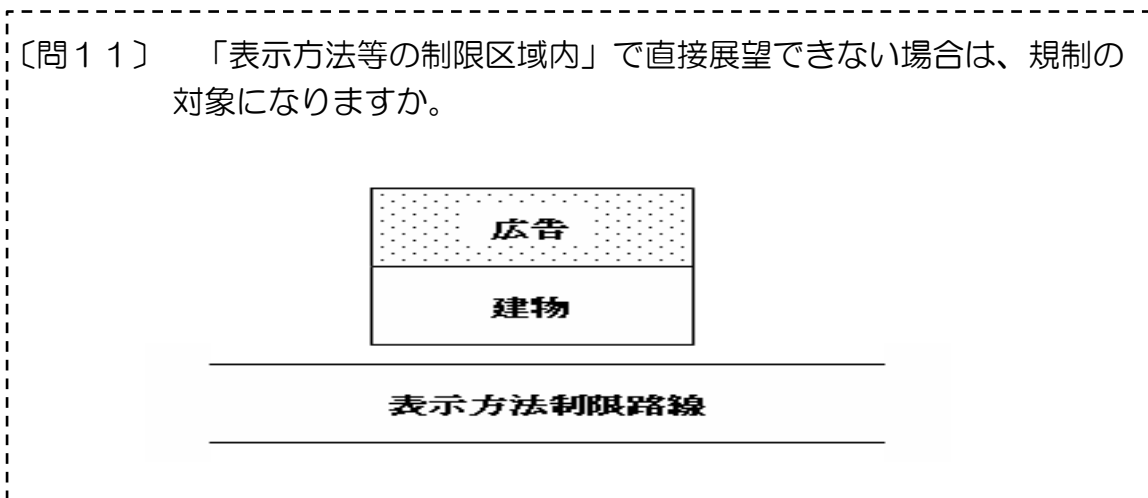 〔問11〕 「表示方法等の制限区域内」で直接展望できない場合は、規制の
対象になりますか。
広告
建物
表示方法制限路線